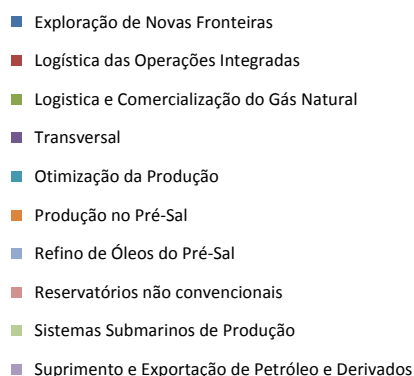 Exploração de Novas Fronteiras
Logística das Operações Integradas
Logistica e Comercialização do Gás Natural
Transversal
Otimização da Produção
Produção no Pré-Sal
Refino de Óleos do Pré-Sal
Reservatórios não convencionais
Sistemas Submarinos de Produção
Suprimento e Exportação de Petróleo e Derivados